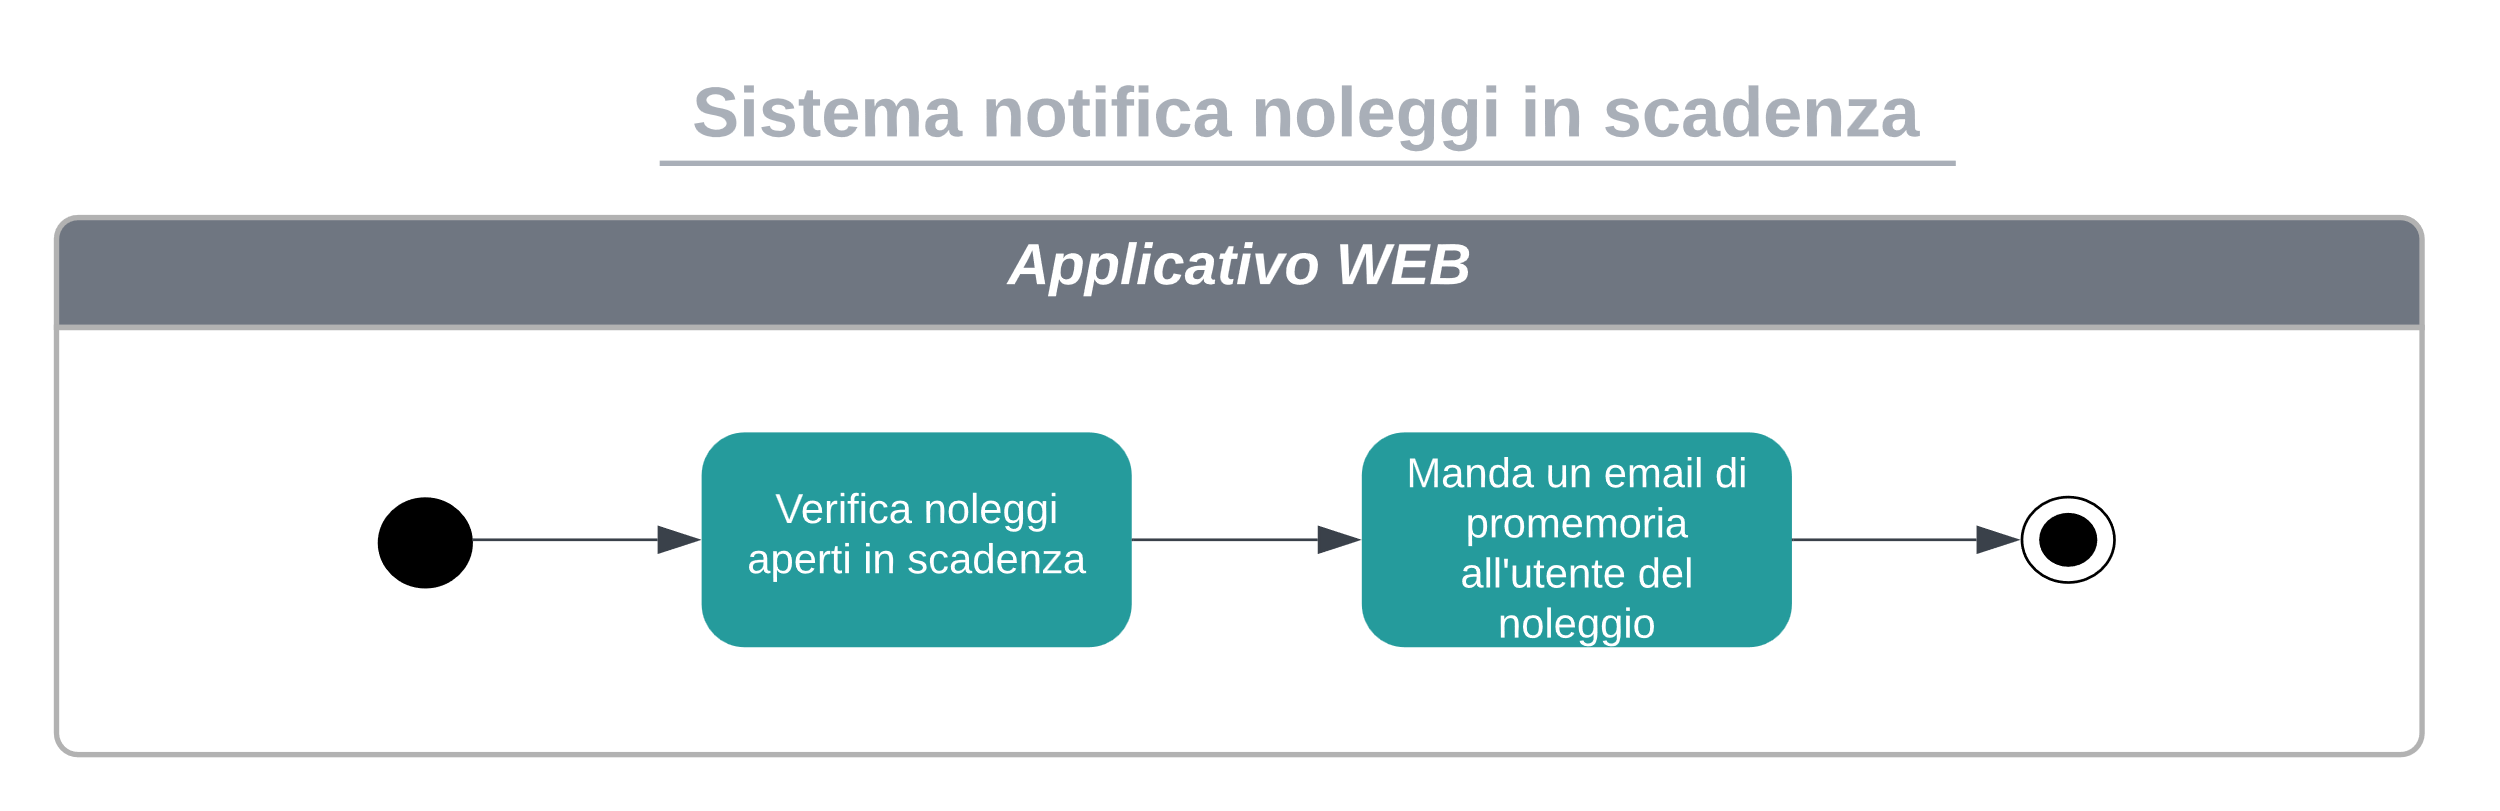 Sistema notifica noleggi in scadenza
Applicativo WEB
Verifica noleggi
aperti in scadenza
Manda un email di
promemoria
all'utente del
noleggio